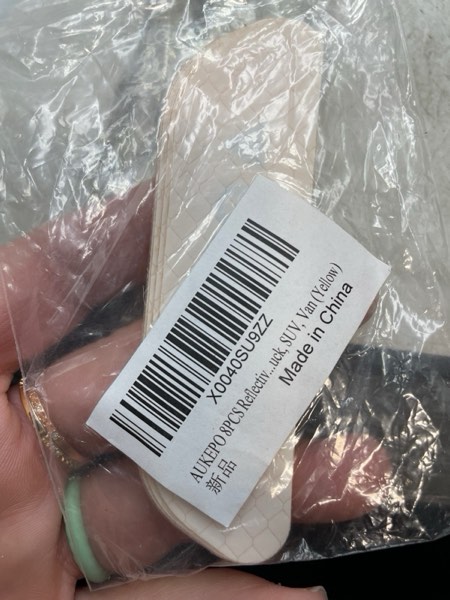 X0040SU9ZZ
AUKEPO 8PCS Reflectiv...uck, SUV, Van (Yellow)
新品
Made in China